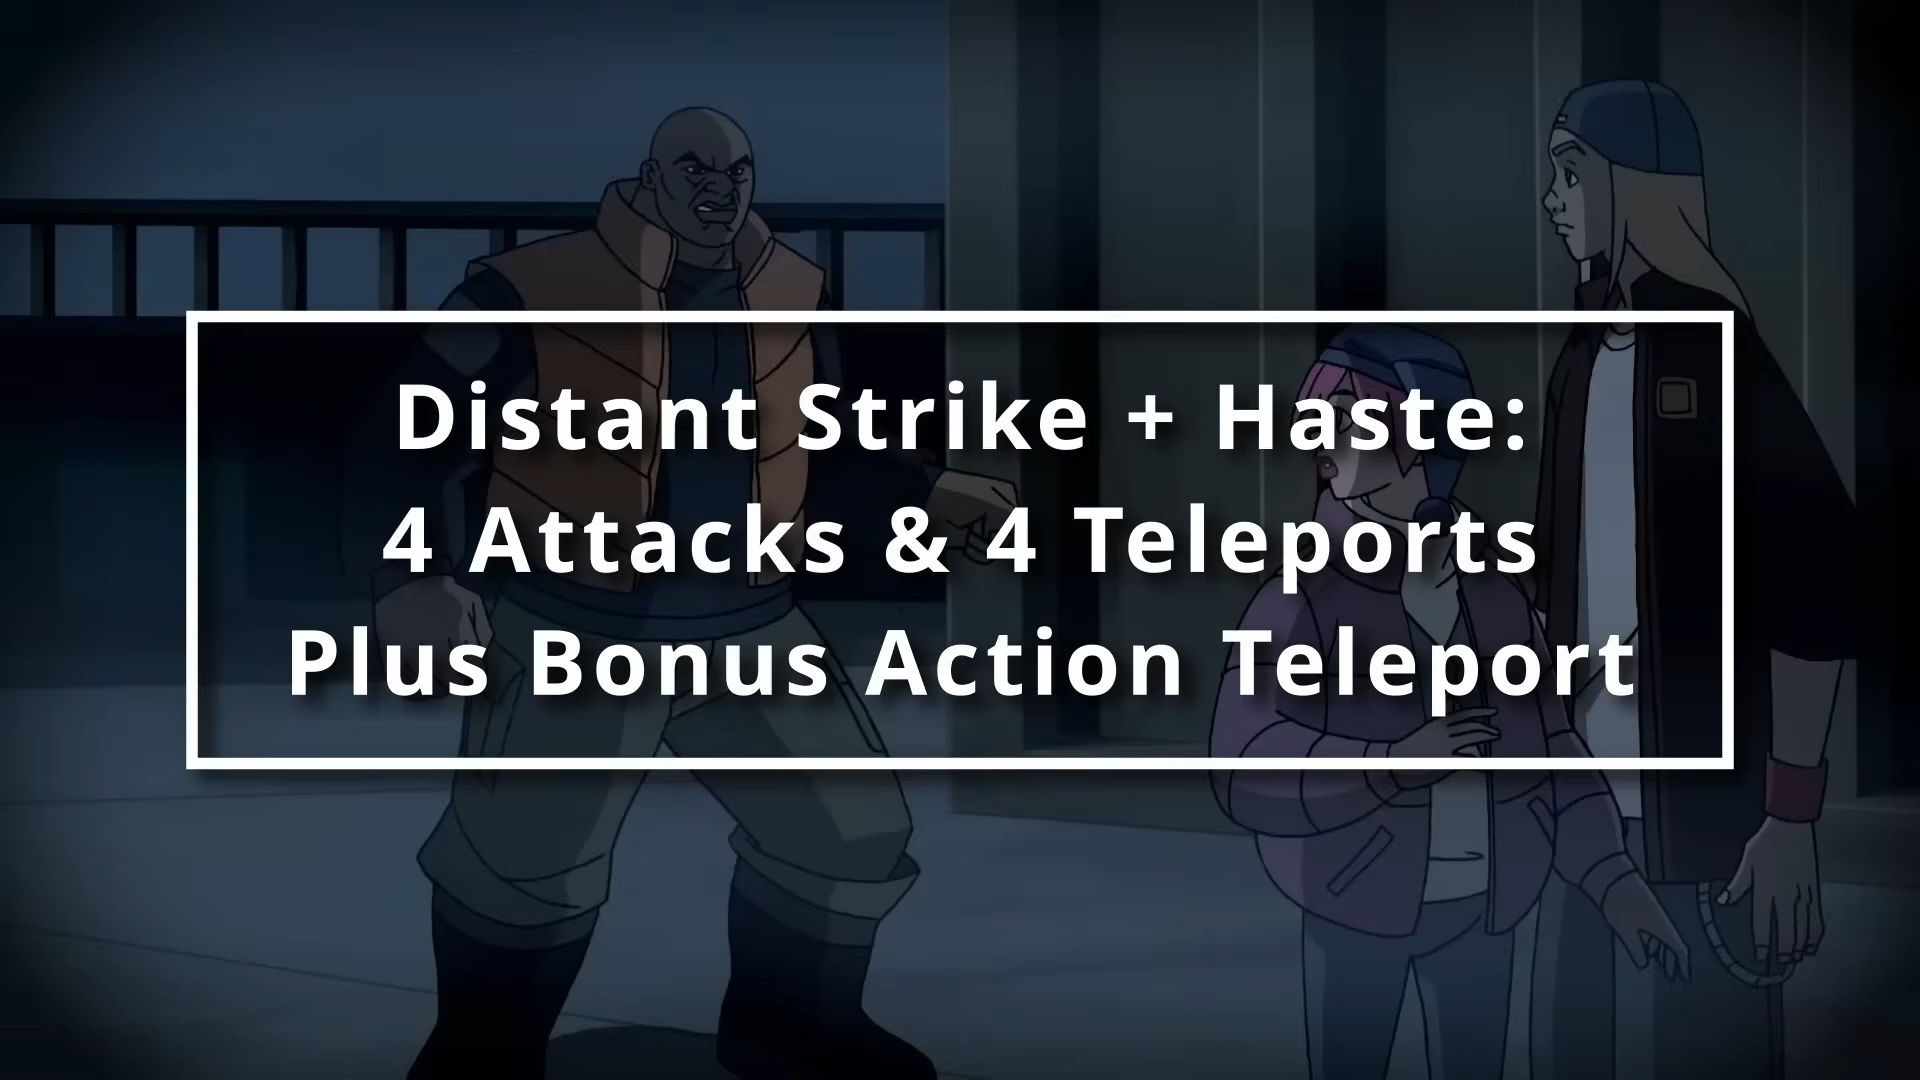 Distant Strike + Haste:
4 Attacks & 4 Teleports
Plus Bonus Action Teleport